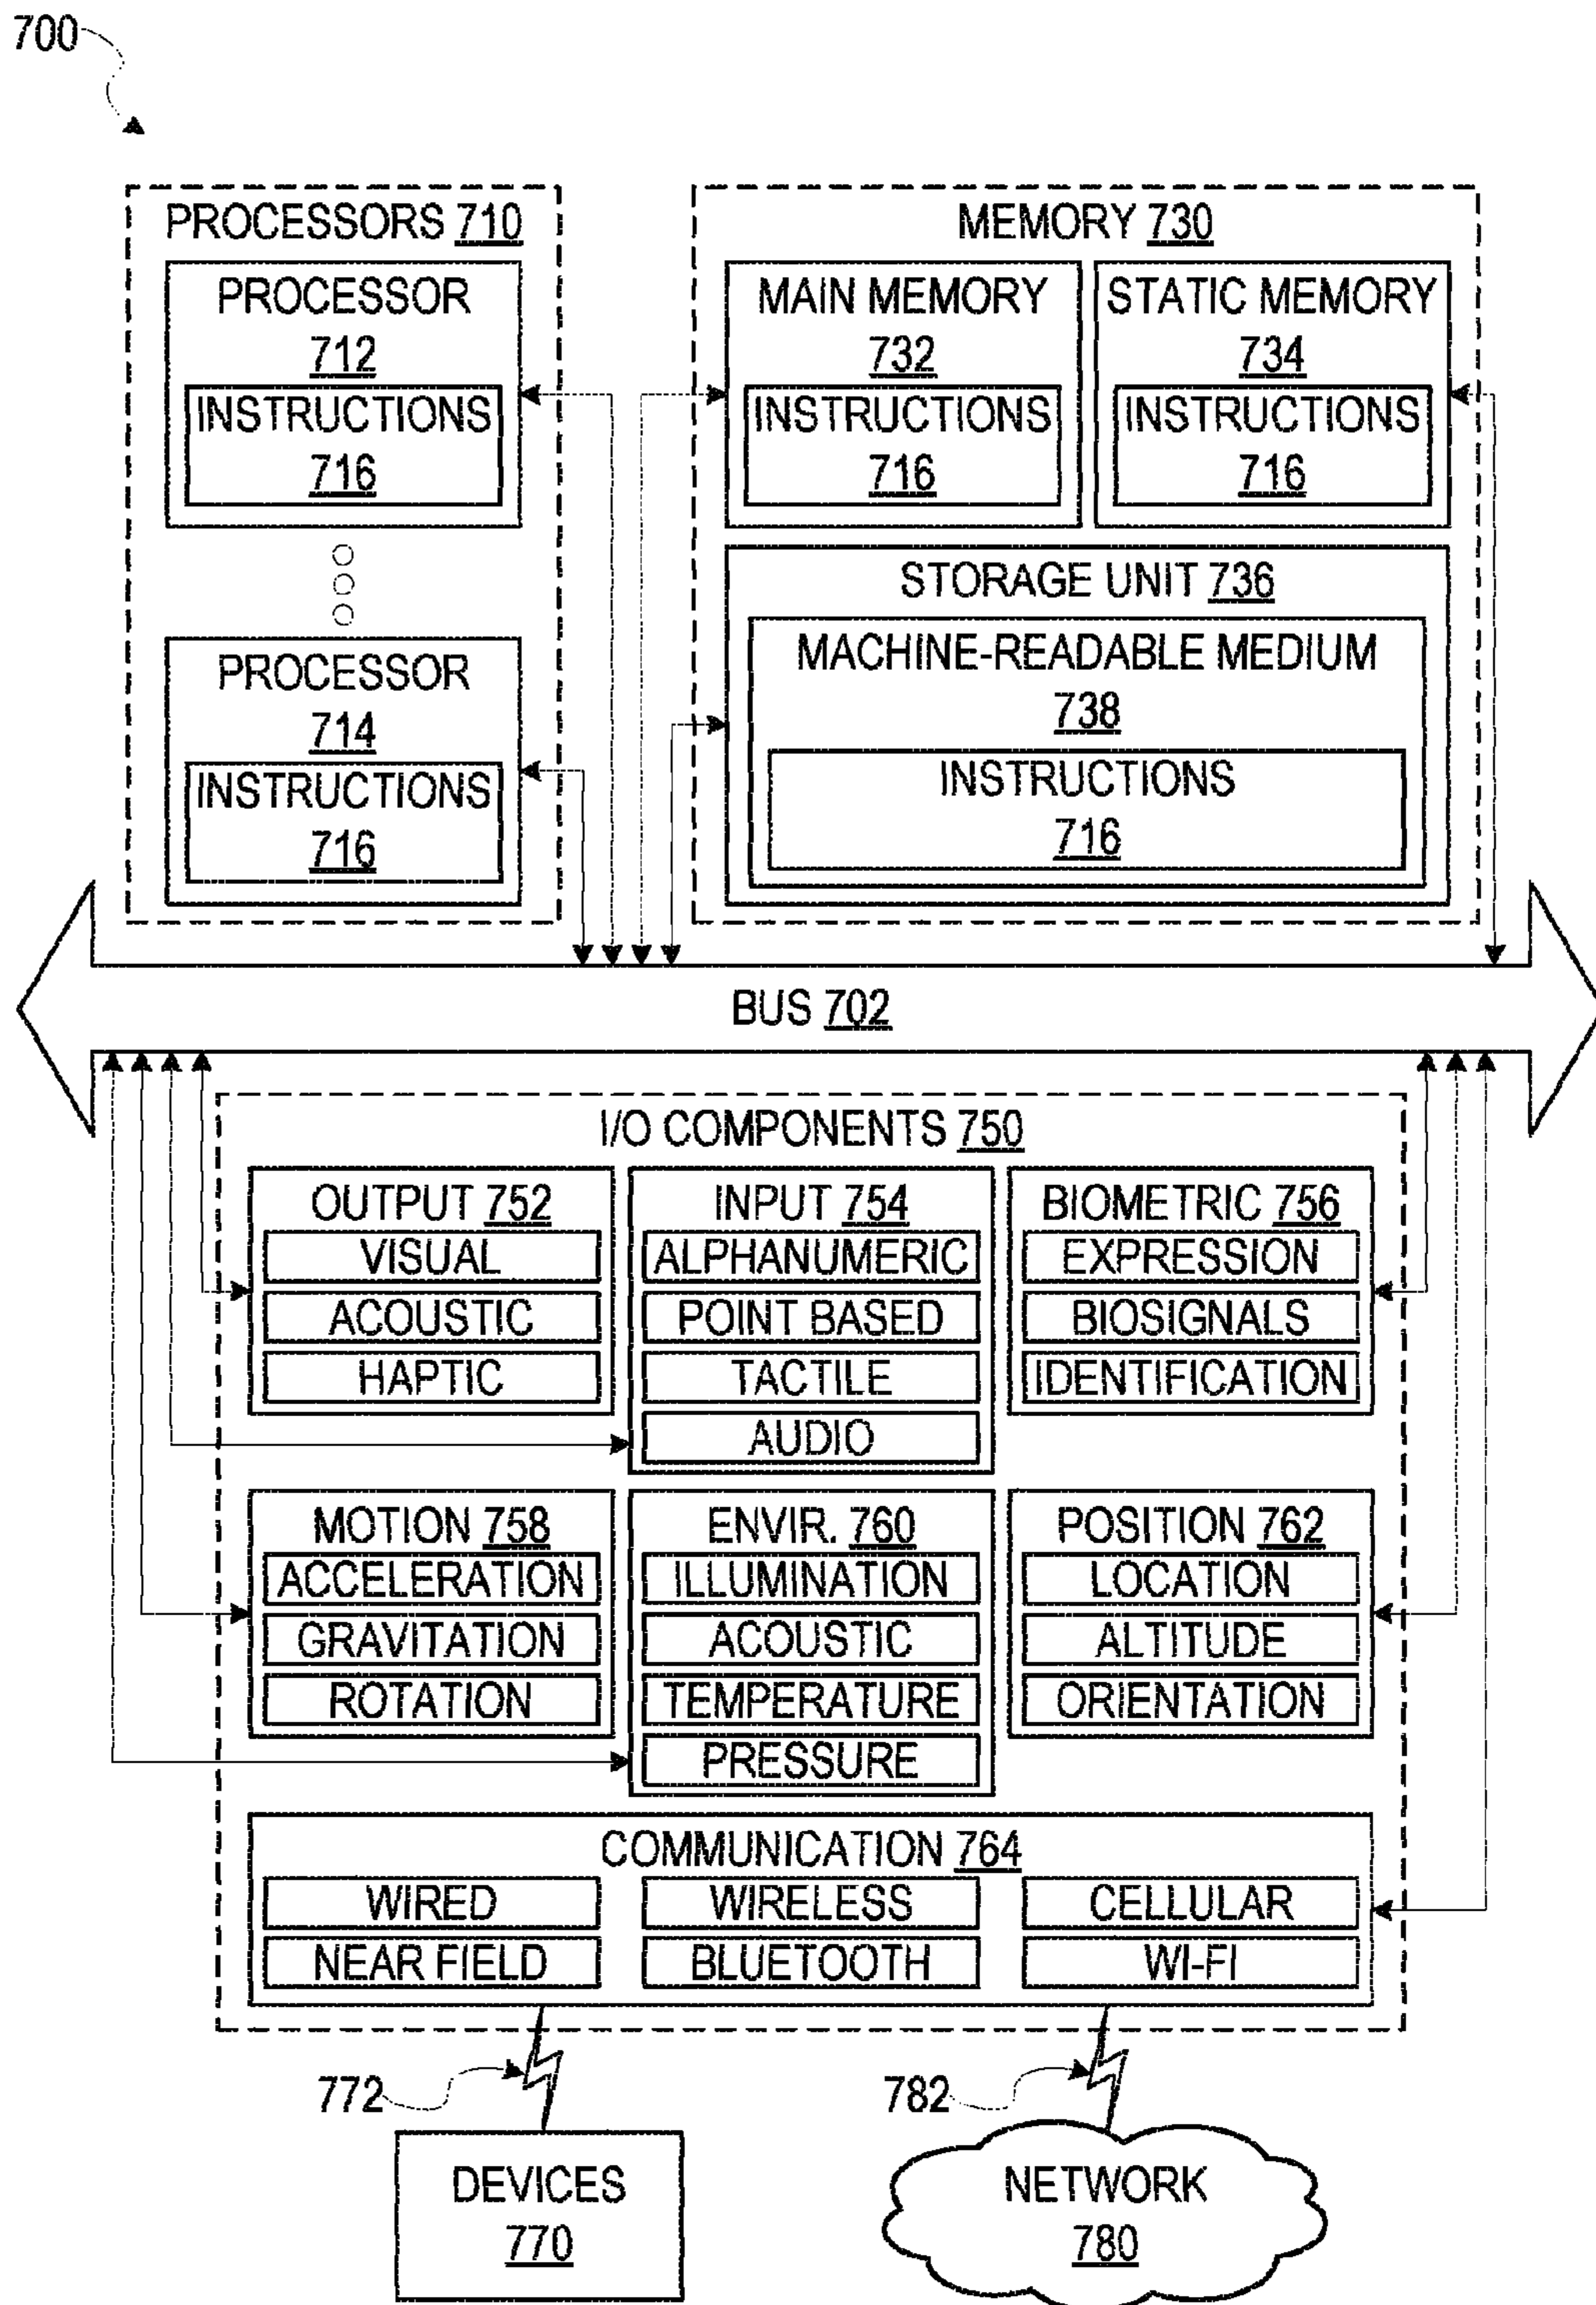 700
PROCESSORS 710
PROCESSOR
712
INSTRUCTIONS
716
PROCESSOR
714
INSTRUCTIONS
716
MEMORY 730
MAIN MEMORY
732
INSTRUCTIONS
716
STATIC MEMORY
734
INSTRUCTIONS
716
STORAGE UNIT 736
MACHINE-READABLE MEDIUM
738
INSTRUCTIONS
716
BUS 702
I/O COMPONENTS 750
OUTPUT 752
VISUAL
ACOUSTIC
HAPTIC
INPUT 754
ALPHANUMERIC
POINT BASED
TACTILE
AUDIO
BIOMETRIC 756
EXPRESSION
BIOSIGNALS
IDENTIFICATION
MOTION 758
ACCELERATION
GRAVITATION
ROTATION
ENVIR. 760
ILLUMINATION
ACOUSTIC
TEMPERATURE
PRESSURE
POSITION 762
LOCATION
ALTITUDE
ORIENTATION
COMMUNICATION 764
WIRED
WIRELESS
CELLULAR
NEAR FIELD
BLUETOOTH
WI-FI
772
782
DEVICES
770
NETWORK
780